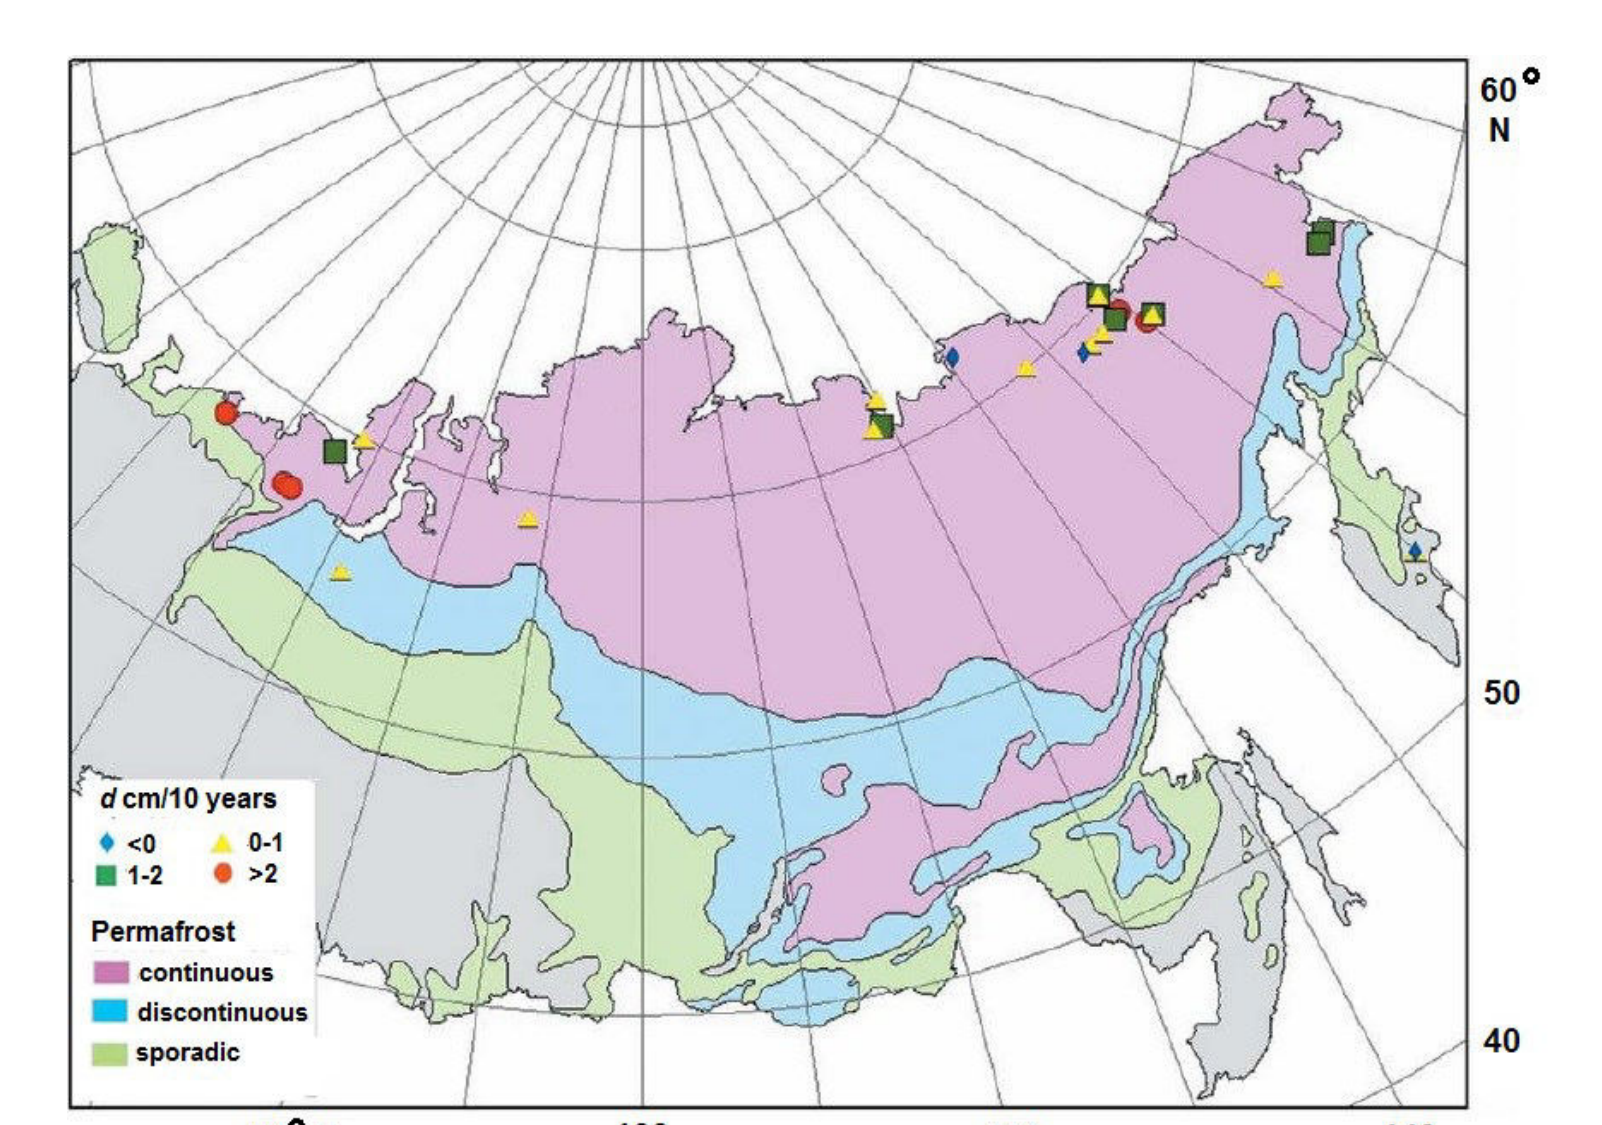 60°
N
50
40
d cm/10 years
<0
0-1
1-2
>2
Permafrost
continuous
discontinuous
sporadic